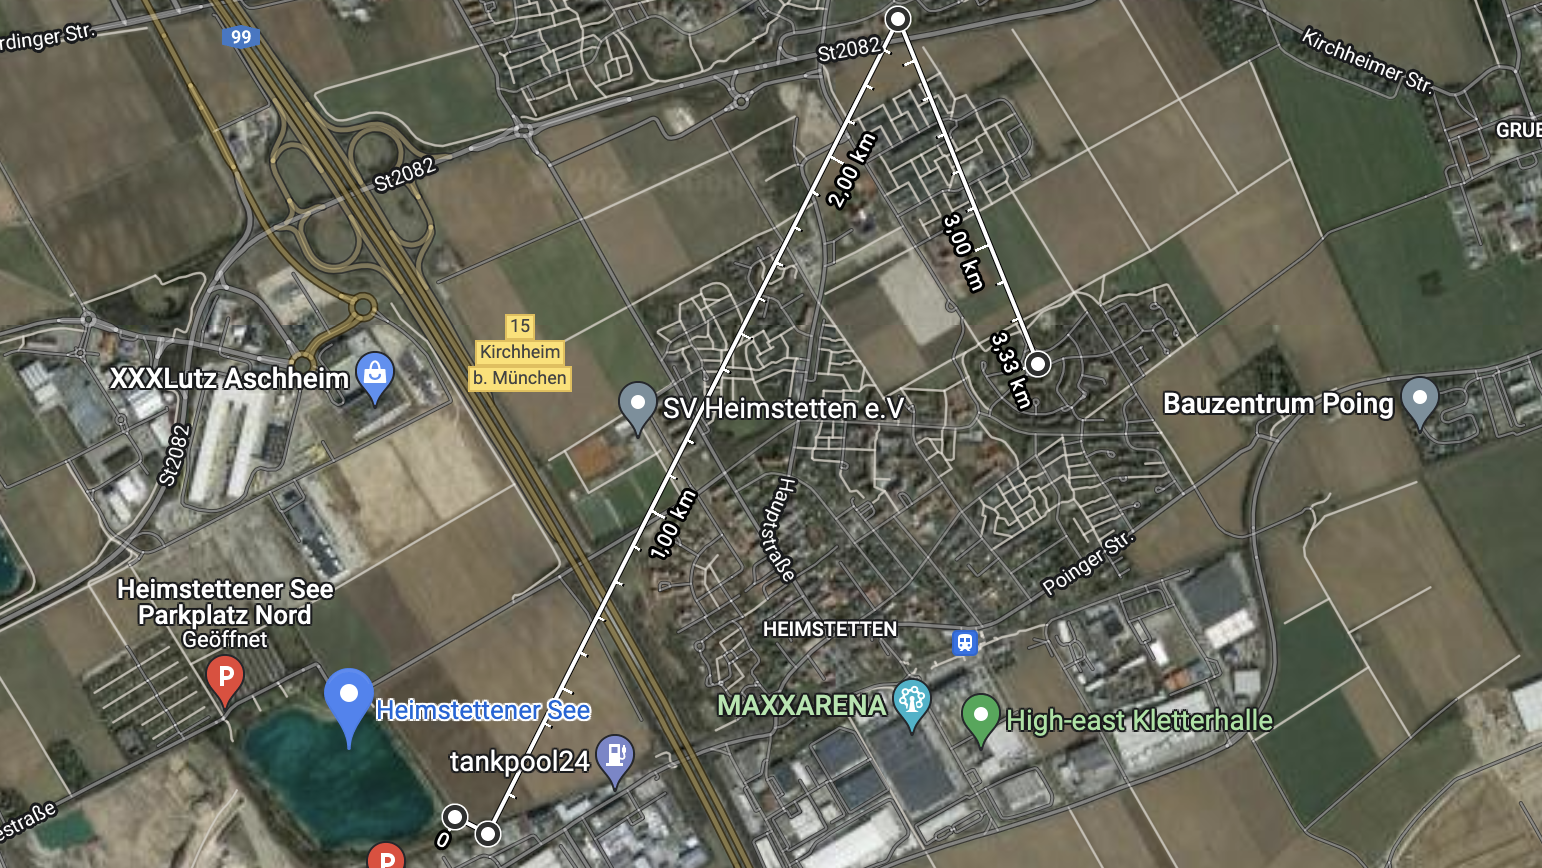 rdinger Str.
99
St2082
Kirchheimer Str.
GRUB
St2082
2,00 km
3,00 km
15
Kirchheim
b. München
3,33 km
XXXLutz Aschheim
SV Heimstetten e.V
Bauzentrum Poing
St2082
1,00 km
Hauptstraße
Poinger Str.
Heimstettener See
Parkplatz Nord
Geöffnet
HEIMSTETTEN
P
Heimstettener See
MAXXARENA
High-east Kletterhalle
tankpool24
estraße
0
P